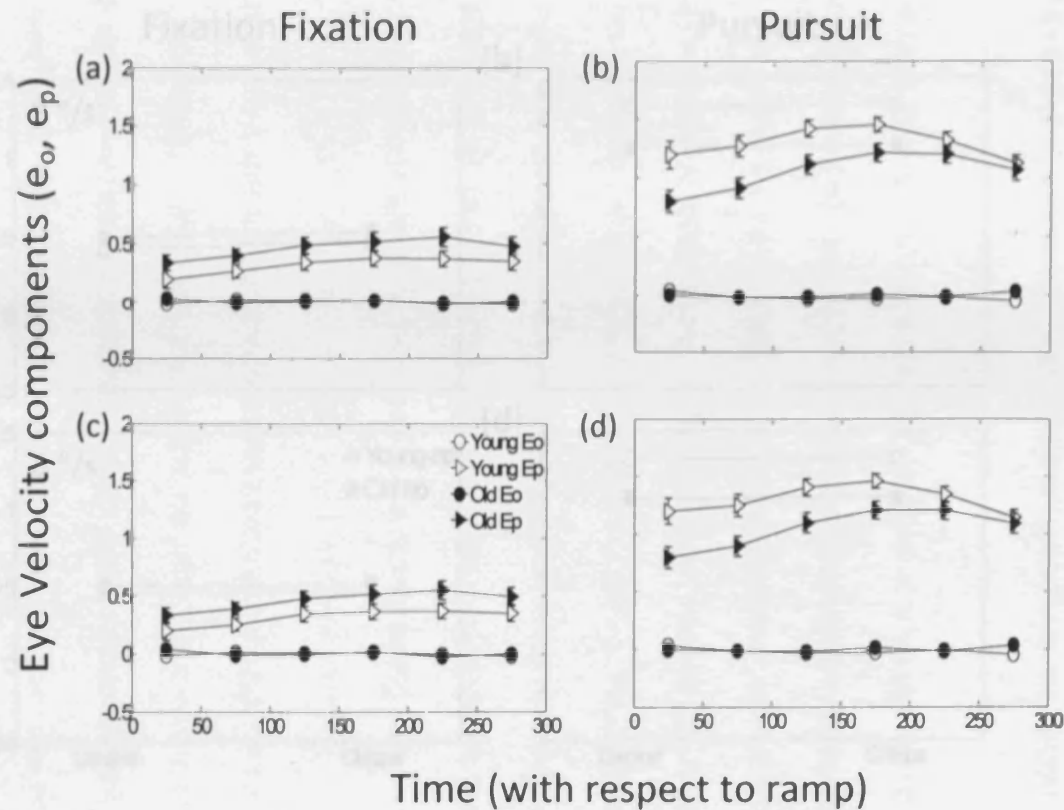 Fixation
Pursuit
(a)
(b)
2
1.5
1
0.5
0
-0.5
Eye Velocity components (eo, ep)
(c)
(d)
2
1.5
1
0.5
0
-0.5
Young Eo
Young Ep
Old Eo
Old Ep
0 50 100 150 200 250 300
0 50 100 150 200 250 300
Time (with respect to ramp)